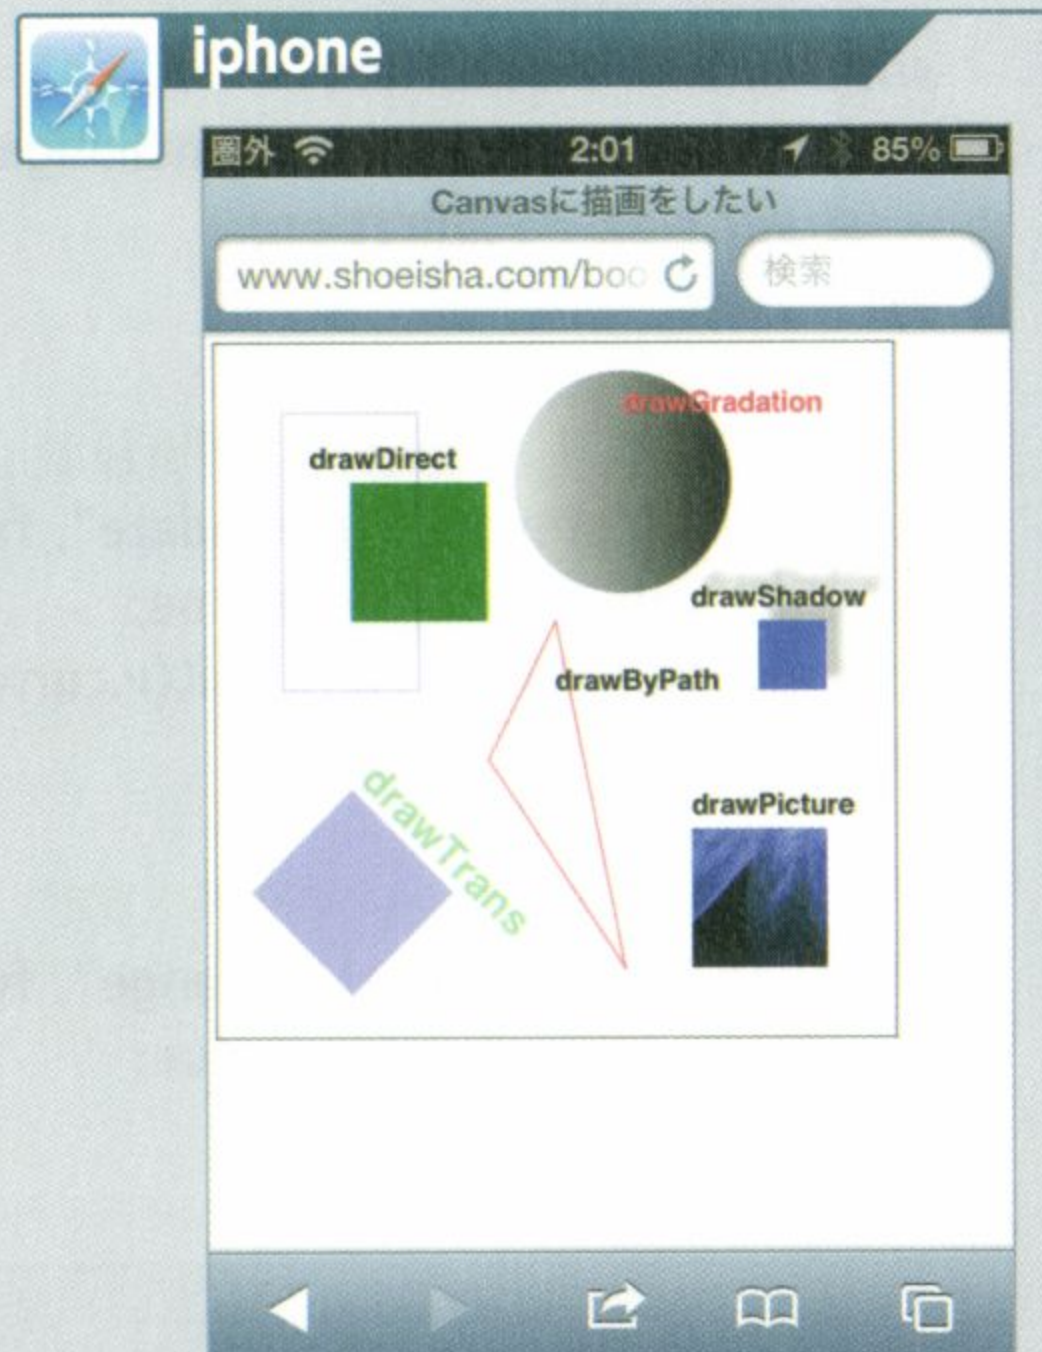 iphone
圏外 2:01 85%
Canvasに描画をしたい
www.shoeisha.com/boo 検索
drawGradation
drawDirect
drawShadow
drawByPath
drawTrans
drawPicture